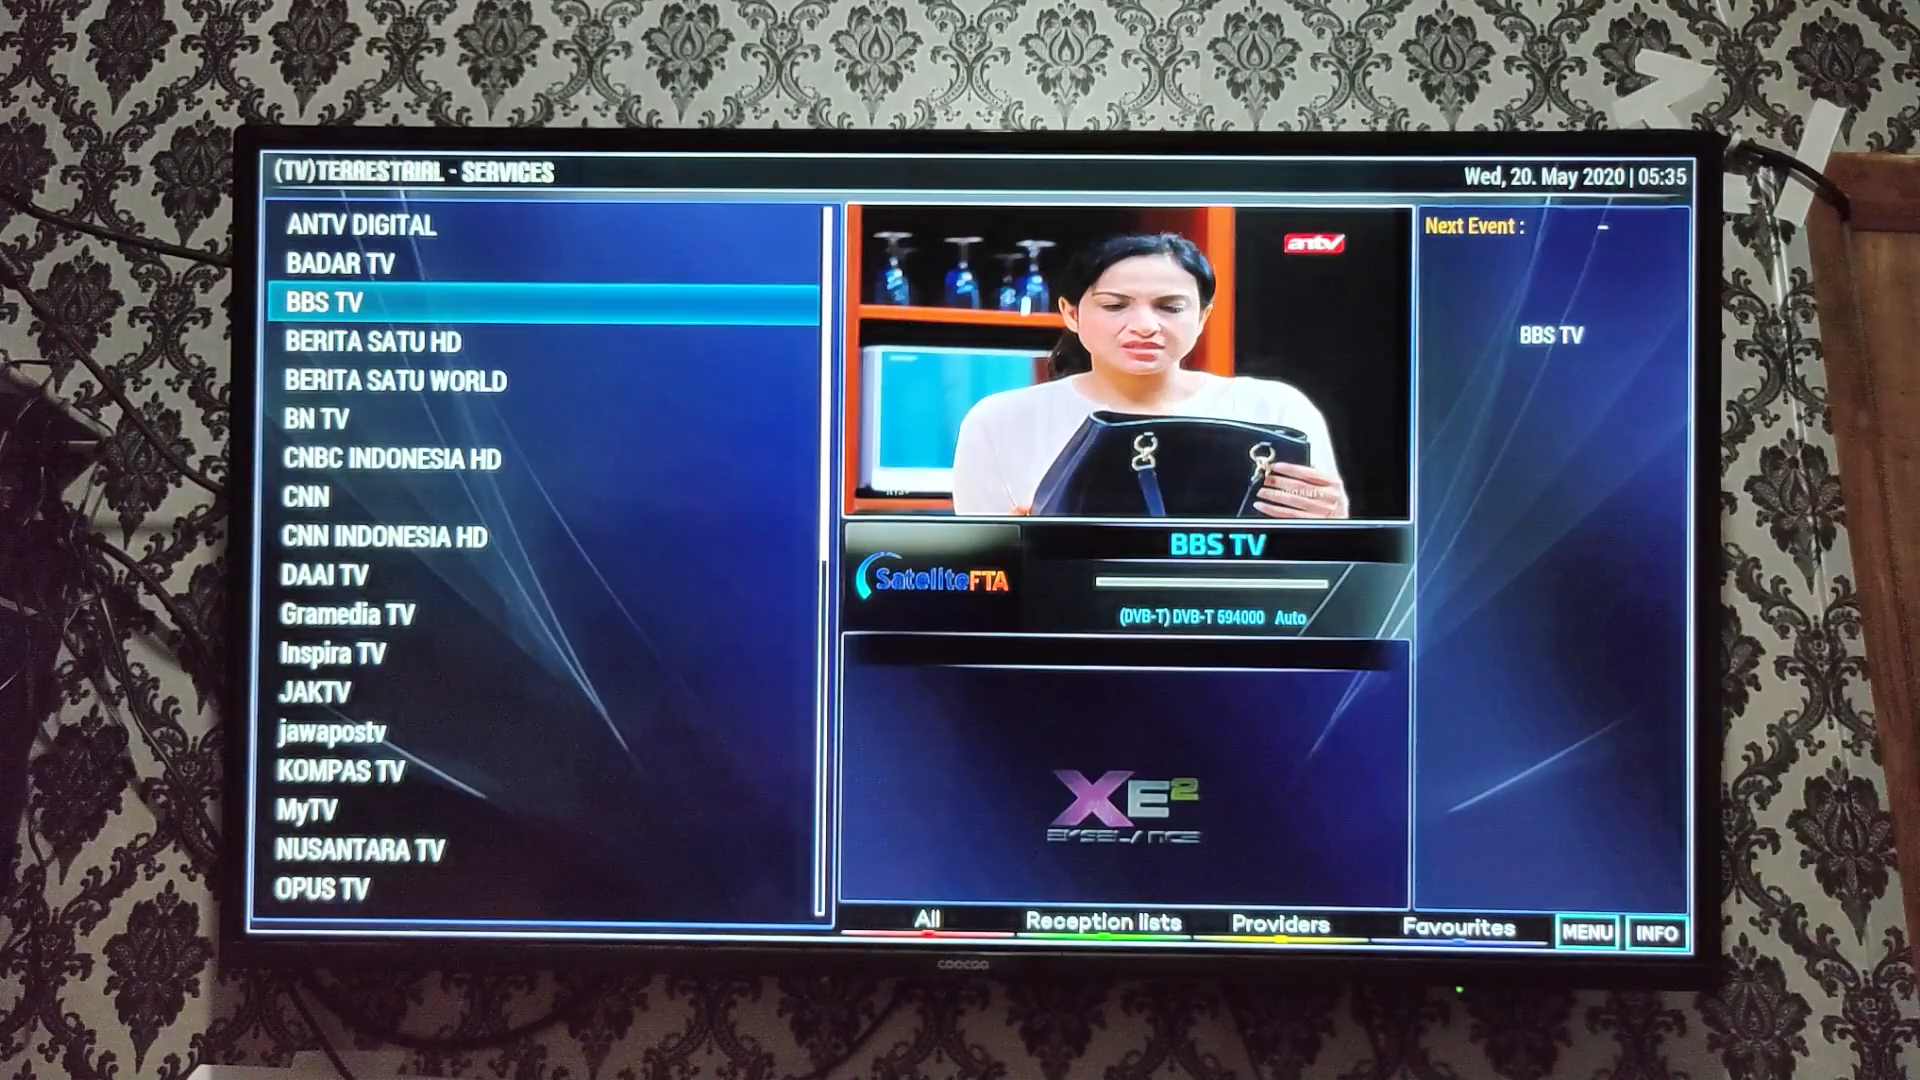 (TV)TERRESTRIAL - SERVICES
Wed, 20. May 2020 | 05:35
ANTV DIGITAL
BADAR TV
BBS TV
BERITA SATU HD
BERITA SATU WORLD
BN TV
CNBC INDONESIA HD
CNN
CNN INDONESIA HD
DAAI TV
Gramedia TV
Inspira TV
JAKTV
jawapostv
KOMPAS TV
MyTV
NUSANTARA TV
OPUS TV
antv
Next Event : -
BBS TV
BBS TV
SateliteFTA
(DVB-T) DVB-T 594000 Auto
XE2
All
Reception lists
Providers
Favourites
MENU
INFO
coocaa